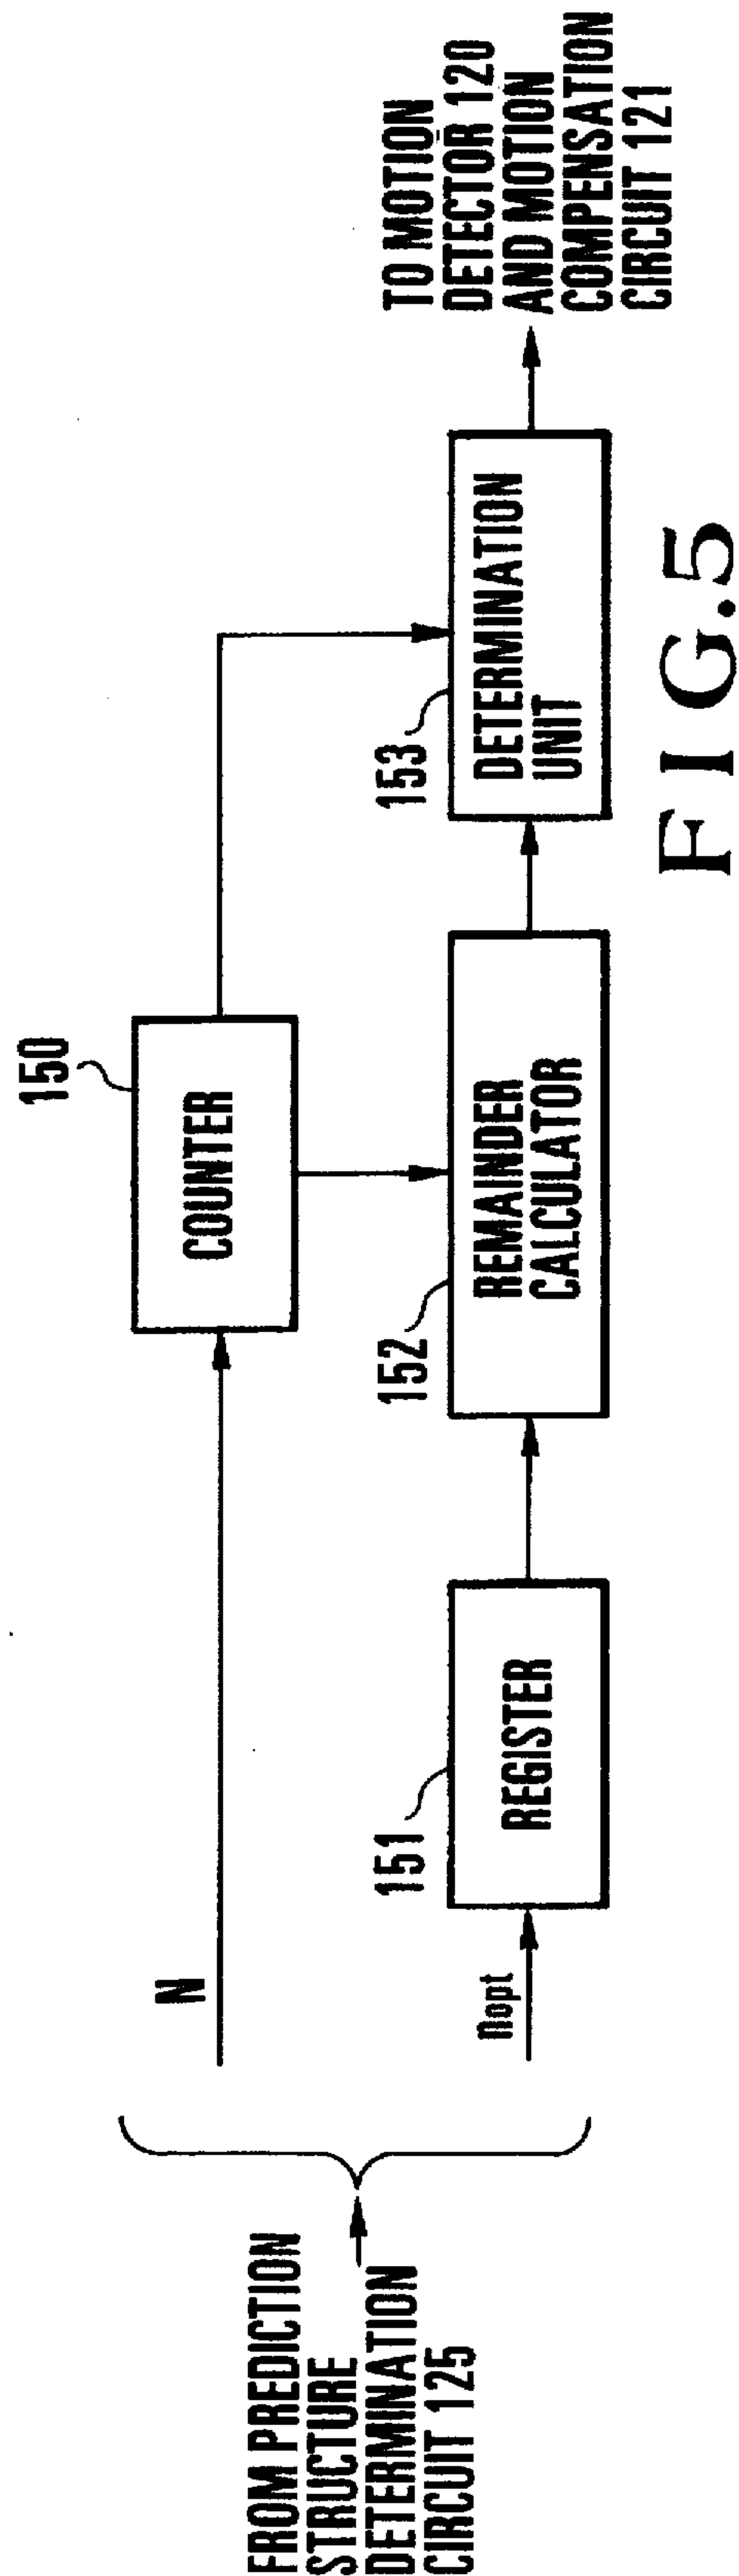 FROM PREDICTION
STRUCTURE
DETERMINATION
CIRCUIT 125
N
nopt
151
REGISTER
150
COUNTER
152
REMAINDER
CALCULATOR
153
DETERMINATION
UNIT
TO MOTION
DETECTOR 120
AND MOTION
COMPENSATION
CIRCUIT 121
FIG.5